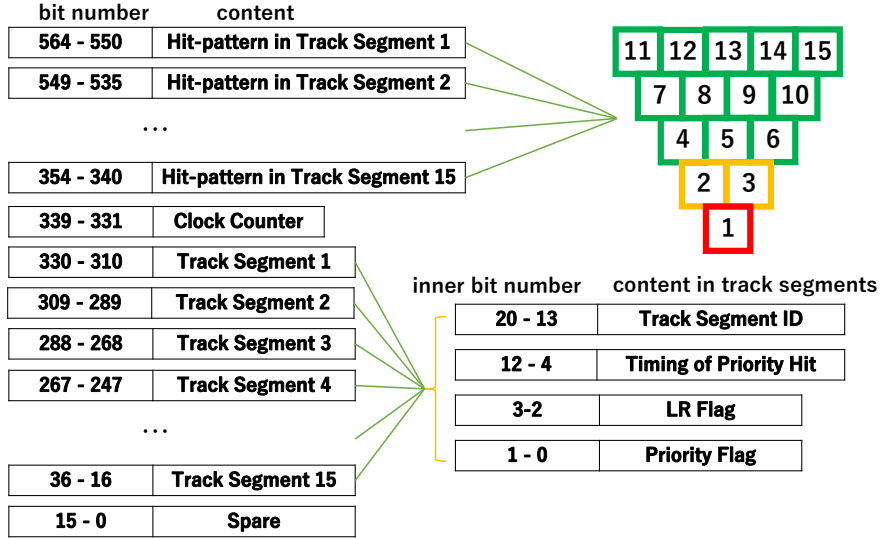 bit number content
564 - 550 Hit-pattern in Track Segment 1
549 - 535 Hit-pattern in Track Segment 2
...
354 - 340 Hit-pattern in Track Segment 15
339 - 331 Clock Counter
330 - 310 Track Segment 1
309 - 289 Track Segment 2
288 - 268 Track Segment 3
267 - 247 Track Segment 4
...
36 - 16 Track Segment 15
15 - 0 Spare
11 12 13 14 15
7 8 9 10
4 5 6
2 3
1
inner bit number content in track segments
20 - 13 Track Segment ID
12 - 4 Timing of Priority Hit
3-2 LR Flag
1 - 0 Priority Flag